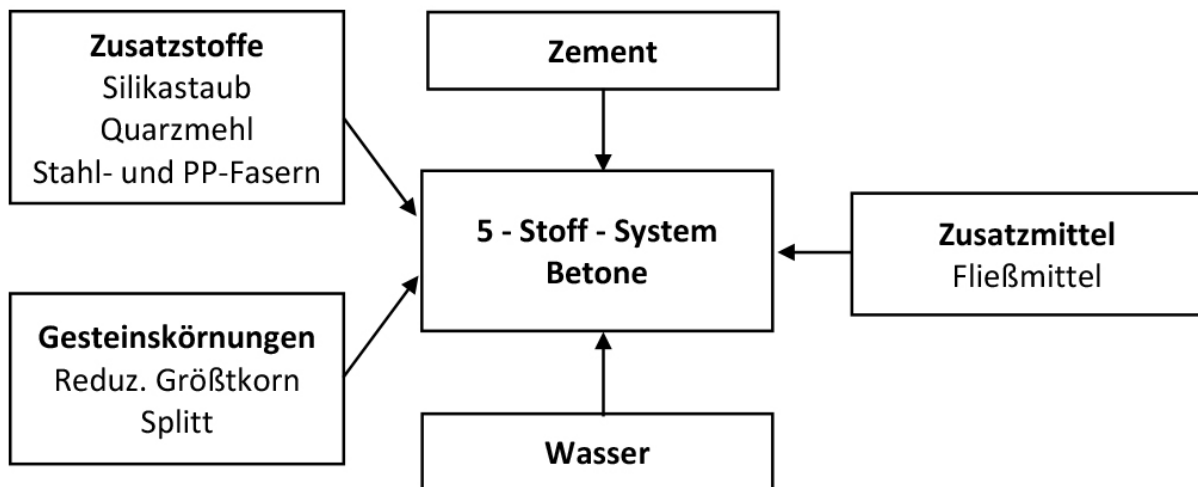 Zusatzstoffe
Silikastaub
Quarzmehl
Stahl- und PP-Fasern
Zement
5 - Stoff - System
Betone
Zusatzmittel
Fließmittel
Gesteinskörnungen
Reduz. Größtkorn
Splitt
Wasser